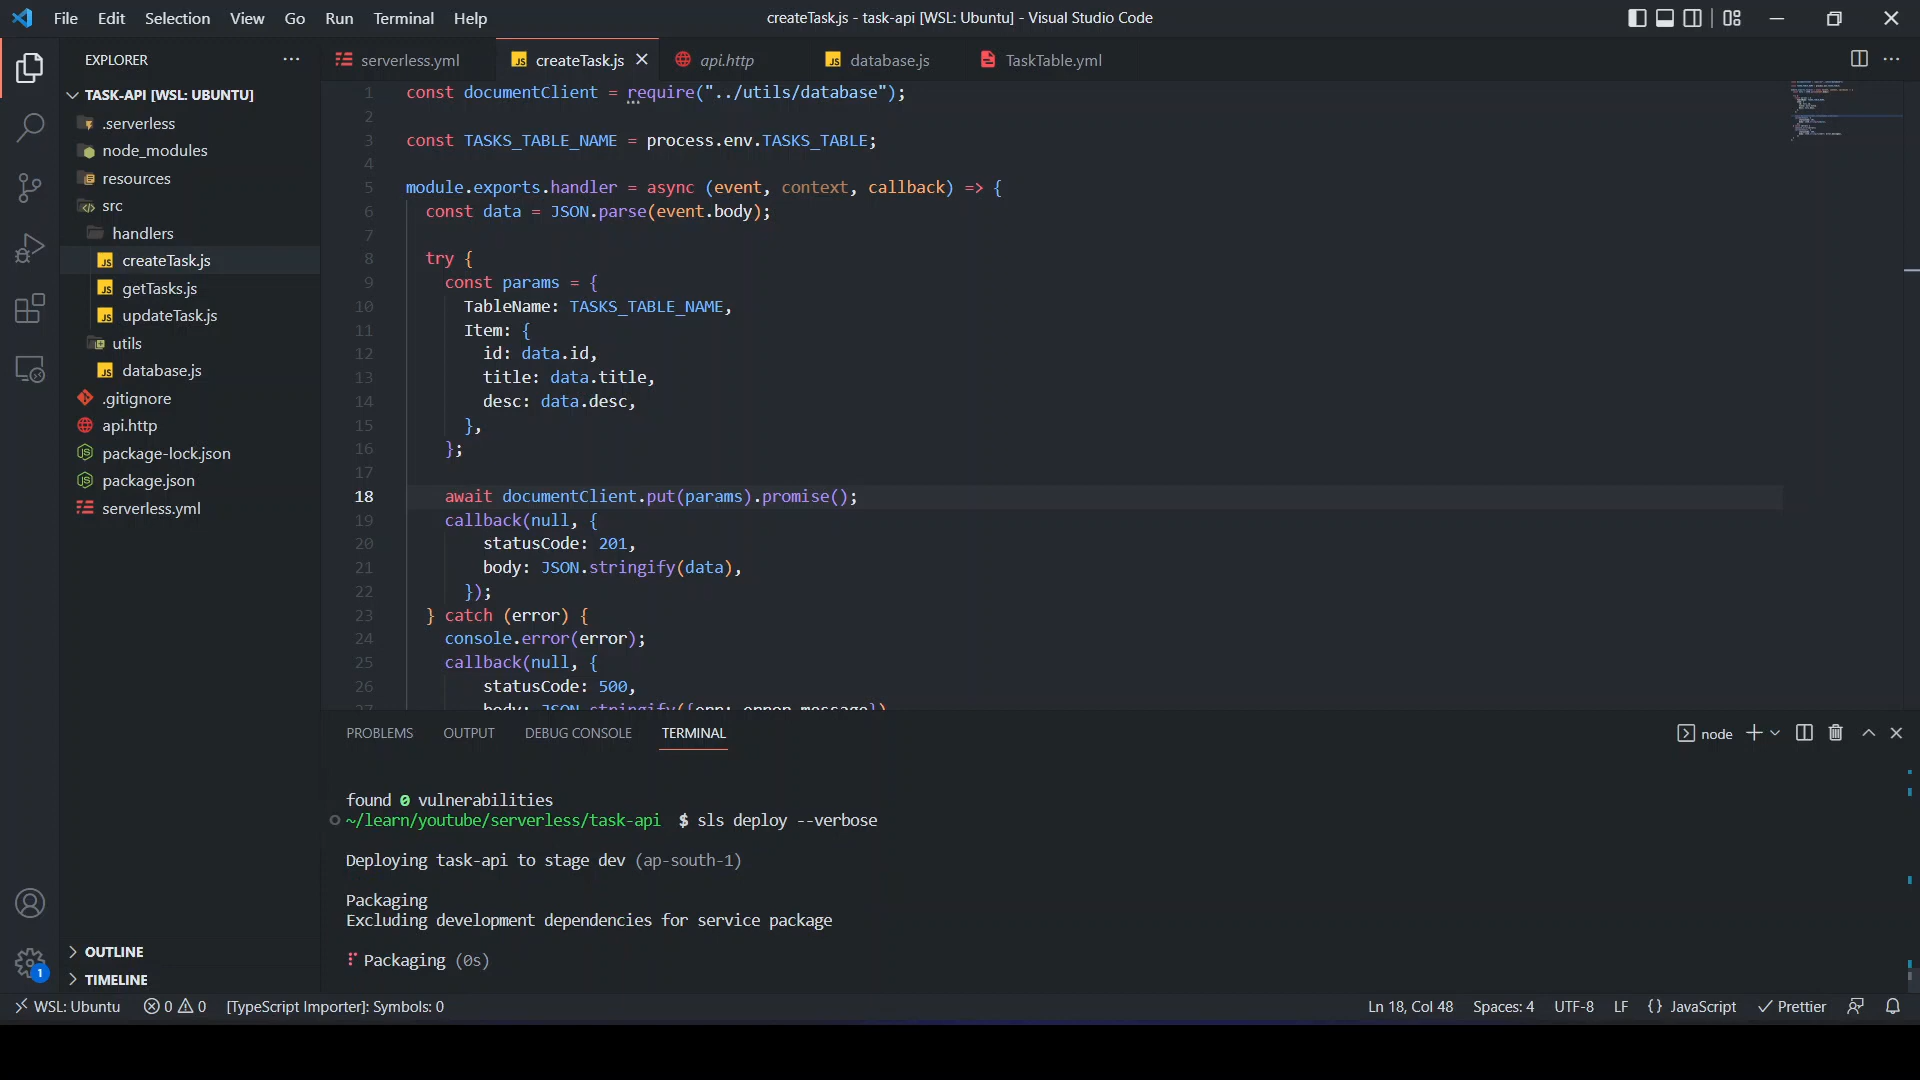 File Edit Selection View Go Run Terminal Help
createTask.js - task-api [WSL: Ubuntu] - Visual Studio Code
EXPLORER
TASK-API [WSL: UBUNTU]
.serverless
node_modules
resources
src
handlers
createTask.js
getTasks.js
updateTask.js
utils
database.js
.gitignore
api.http
package-lock.json
package.json
serverless.yml
OUTLINE
TIMELINE
serverless.yml createTask.js api.http database.js TaskTable.yml
1 const documentClient = require("../utils/database");
2
3 const TASKS_TABLE_NAME = process.env.TASKS_TABLE;
4
5 module.exports.handler = async (event, context, callback) => {
6 const data = JSON.parse(event.body);
7
8 try {
9 const params = {
10 TableName: TASKS_TABLE_NAME,
11 Item: {
12 id: data.id,
13 title: data.title,
14 desc: data.desc,
15 },
16 };
17
18 await documentClient.put(params).promise();
19 callback(null, {
20 statusCode: 201,
21 body: JSON.stringify(data),
22 });
23 } catch (error) {
24 console.error(error);
25 callback(null, {
26 statusCode: 500,
27 body: JSON.stringify({err: error.message})
PROBLEMS OUTPUT DEBUG CONSOLE TERMINAL
node
found 0 vulnerabilities
~/learn/youtube/serverless/task-api $ sls deploy --verbose
Deploying task-api to stage dev (ap-south-1)
Packaging
Excluding development dependencies for service package
Packaging (0s)
1
WSL: Ubuntu 0 0 [TypeScript Importer]: Symbols: 0
Ln 18, Col 48 Spaces: 4 UTF-8 LF {} JavaScript Prettier